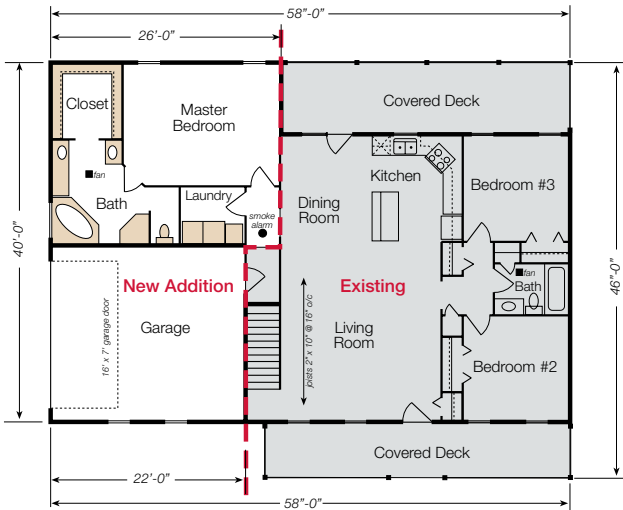 58"-0"
26'-0"
Closet
Master
Bedroom
Covered Deck
fan
Kitchen
Bedroom #3
Laundry
Bath
Dining
Room
smoke
alarm
40'-0"
46"-0"
fan
Bath
New Addition
Existing
16' x 7' garage door
Garage
joists 2" x 10" @ 16" o/c
Living
Room
Bedroom #2
Covered Deck
22'-0"
58"-0"